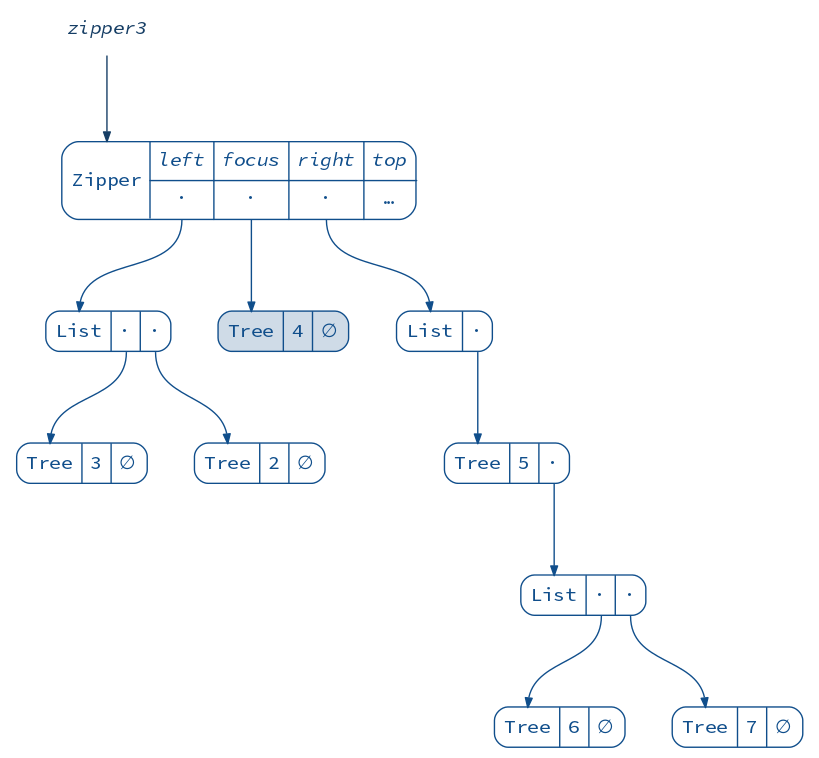 zipper3
left focus right top
Zipper
· · · …
List · ·
Tree 4 ∅
List ·
Tree 3 ∅
Tree 2 ∅
Tree 5 ·
List · ·
Tree 6 ∅
Tree 7 ∅